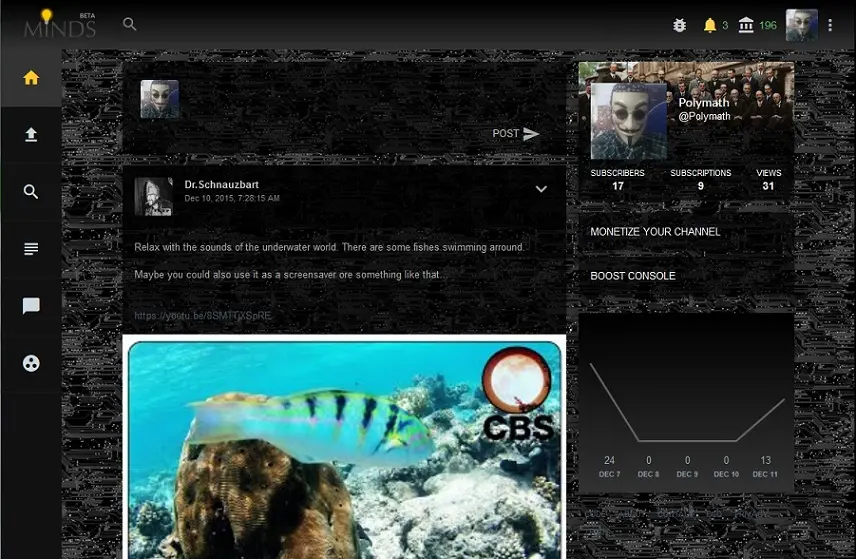 MINDS BETA
3
196
POST
Dr.Schnauzbart
Dec 10, 2015, 7:28:15 AM
Relax with the sounds of the underwater world. There are some fishes swimming arround.
Maybe you could also use it as a screensaver ore something like that.
https://youtu.be/8SMTTjXSpRE
CBS
Polymath
@Polymath
SUBSCRIBERS SUBSCRIPTIONS VIEWS
17 9 31
MONETIZE YOUR CHANNEL
BOOST CONSOLE
24 0 0 0 13
DEC 7 DEC 8 DEC 9 DEC 10 DEC 11